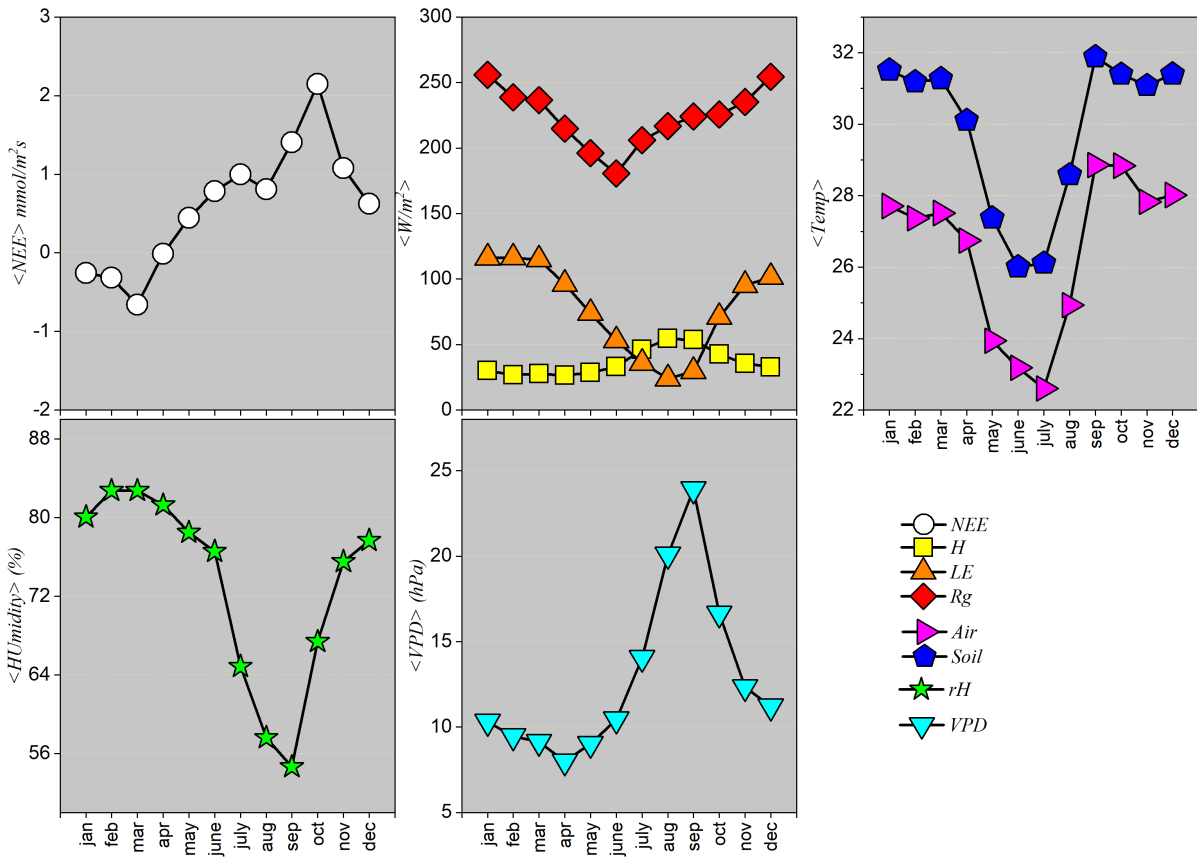 3
2
1
0
-1
-2
<NEE> mmol/m²s
300
250
200
150
100
50
0
<W/m²>
32
30
28
26
24
22
<Temp>
jan
feb
mar
apr
may
june
july
aug
sep
oct
nov
dec
88
80
72
64
56
<HUmidity> (%)
jan
feb
mar
apr
may
june
july
aug
sep
oct
nov
dec
25
20
15
10
5
<VPD> (hPa)
jan
feb
mar
apr
may
june
july
aug
sep
oct
nov
dec
NEE
H
LE
Rg
Air
Soil
rH
VPD